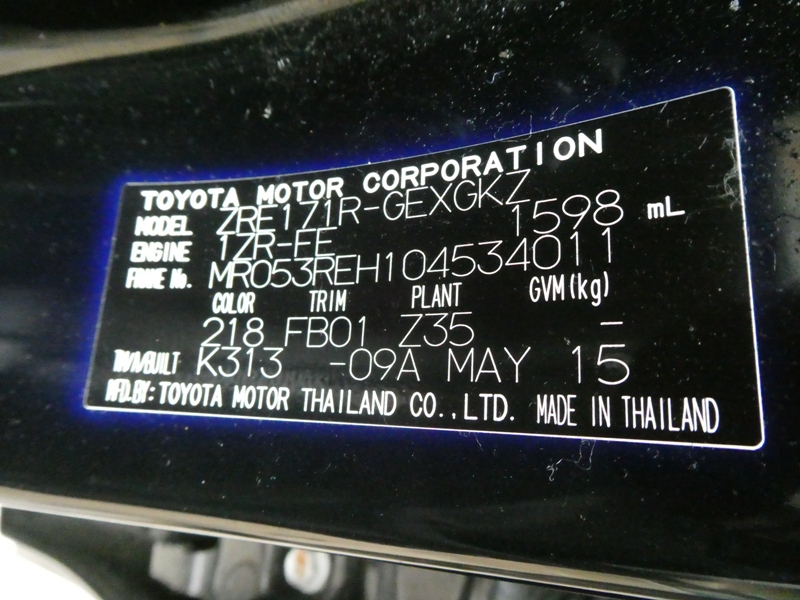 TOYOTA MOTOR CORPORATION
MODEL ZRE171R-GEXGKZ
ENGINE 1ZR-FE 1598 mL
FRAME No. MR053REH104534011
COLOR TRIM PLANT GVM(kg)
218 FB01 Z35 –
T/M/A/BUILT K313 -09A MAY 15
MFD.BY: TOYOTA MOTOR THAILAND CO.,LTD. MADE IN THAILAND